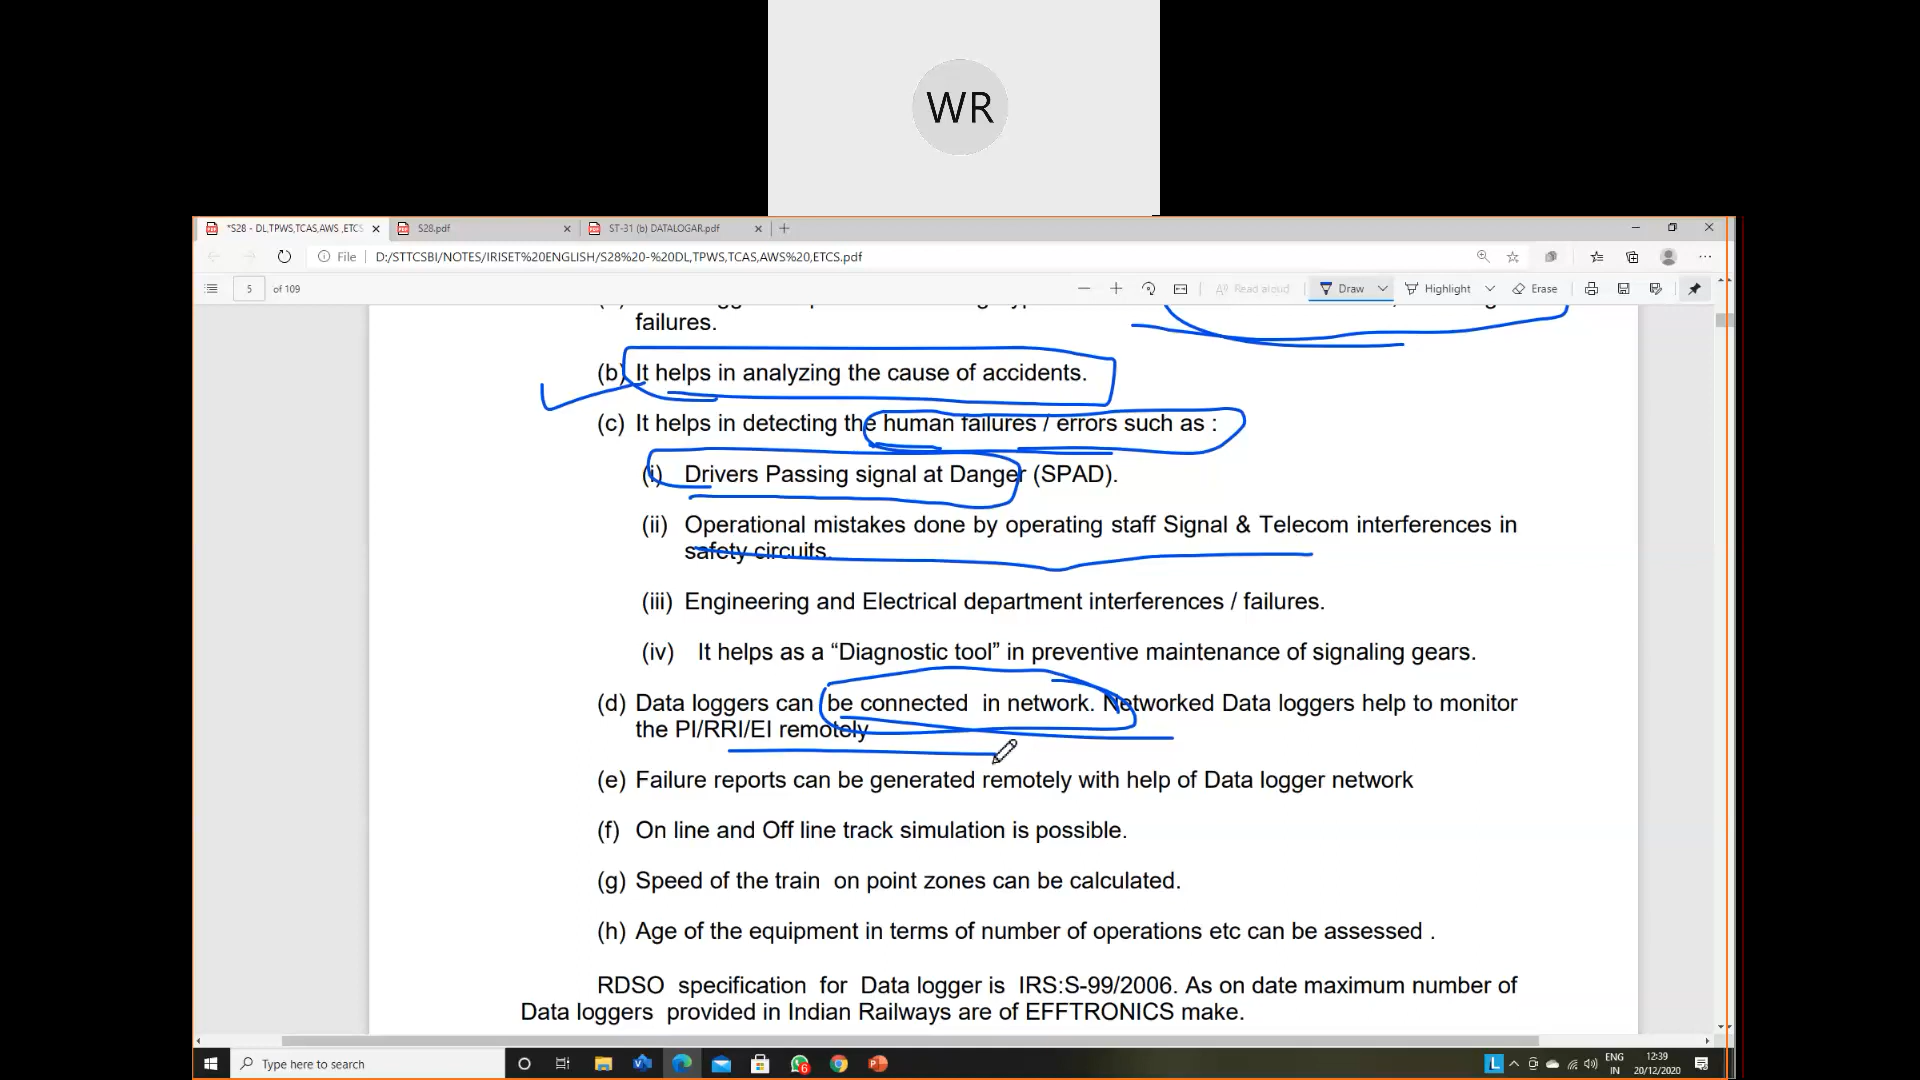 WR
*S28 - DL,TPWS,TCAS,AWS ,ETCS
S28.pdf
ST-31 (b) DATALOGAR.pdf
File D:/STTCSBI/NOTES/IRISET%20ENGLISH/S28%20-%20DL,TPWS,TCAS,AWS%20,ETCS.pdf
5 of 109 Read aloud Draw Highlight Erase
failures.
(b) It helps in analyzing the cause of accidents.
(c) It helps in detecting the human failures / errors such as :
(i) Drivers Passing signal at Danger (SPAD).
(ii) Operational mistakes done by operating staff Signal & Telecom interferences in
safety circuits.
(iii) Engineering and Electrical department interferences / failures.
(iv) It helps as a “Diagnostic tool” in preventive maintenance of signaling gears.
(d) Data loggers can be connected in network. Networked Data loggers help to monitor
the PI/RRI/EI remotely
(e) Failure reports can be generated remotely with help of Data logger network
(f) On line and Off line track simulation is possible.
(g) Speed of the train on point zones can be calculated.
(h) Age of the equipment in terms of number of operations etc can be assessed .
RDSO specification for Data logger is IRS:S-99/2006. As on date maximum number of
Data loggers provided in Indian Railways are of EFFTRONICS make.
Type here to search
6
L
ENG
IN
12:39
20/12/2020